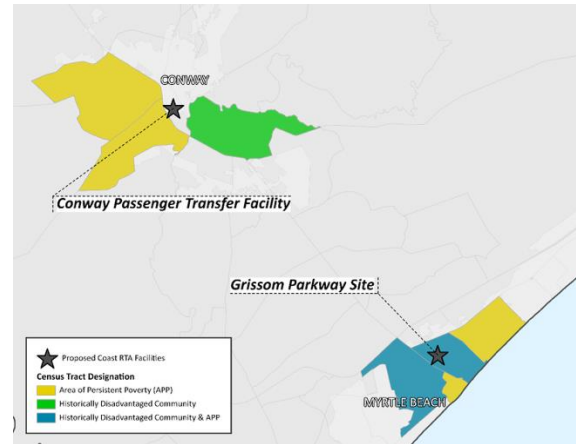 CONWAY
Conway Passenger Transfer Facility
Grissom Parkway Site
MYRTLE BEACH
Proposed Coast RTA Facilities
Census Tract Designation
Area of Persistent Poverty (APP)
Historically Disadvantaged Community
Historically Disadvantaged Community & APP